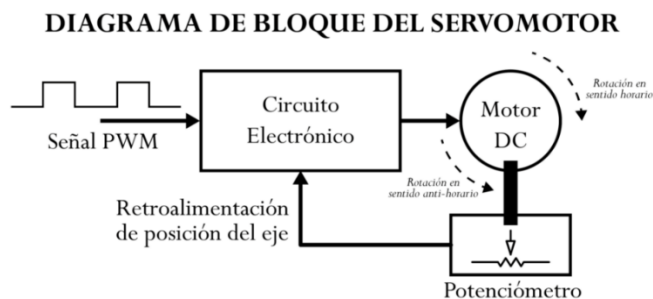 DIAGRAMA DE BLOQUE DEL SERVOMOTOR
Señal PWM
Circuito
Electrónico
Motor
DC
Rotación en
sentido horario
Rotación en
sentido anti-horario
Retroalimentación
de posición del eje
Potenciómetro